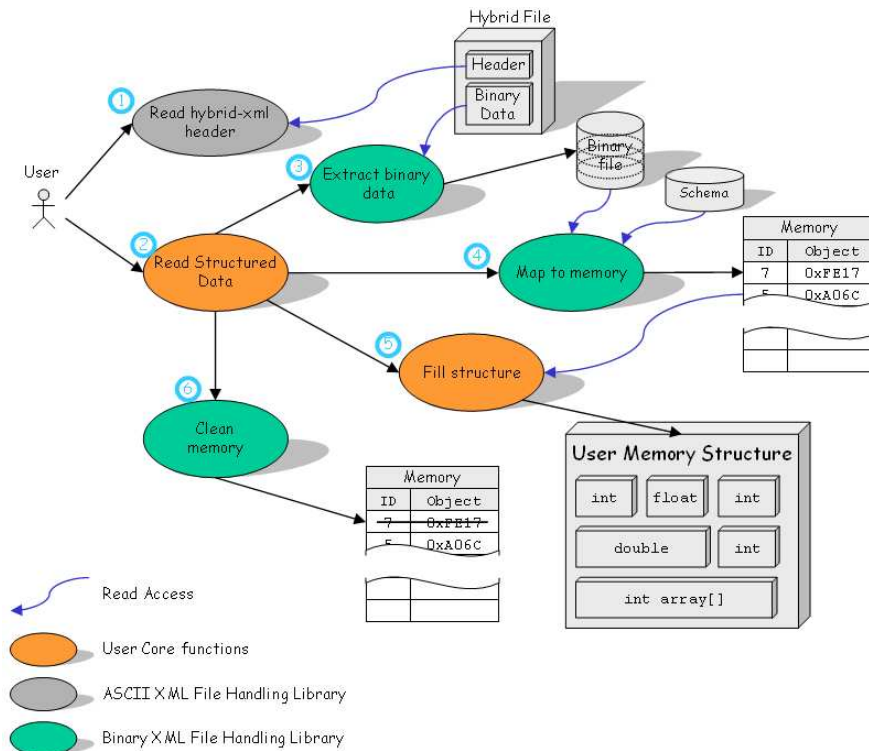 Hybrid File
Header
Binary
Data
1
Read hybrid-xml
header
User
3
Extract binary
data
Binary
file
Schema
2
Read Structured
Data
4
Map to memory
Memory
ID Object
7 0xFE17
5 0xA06C
5
Fill structure
6
Clean
memory
User Memory Structure
int float int
double int
int array[]
Memory
ID Object
7 0xFE17
5 0xA06C
Read Access
User Core functions
ASCII XML File Handling Library
Binary XML File Handling Library